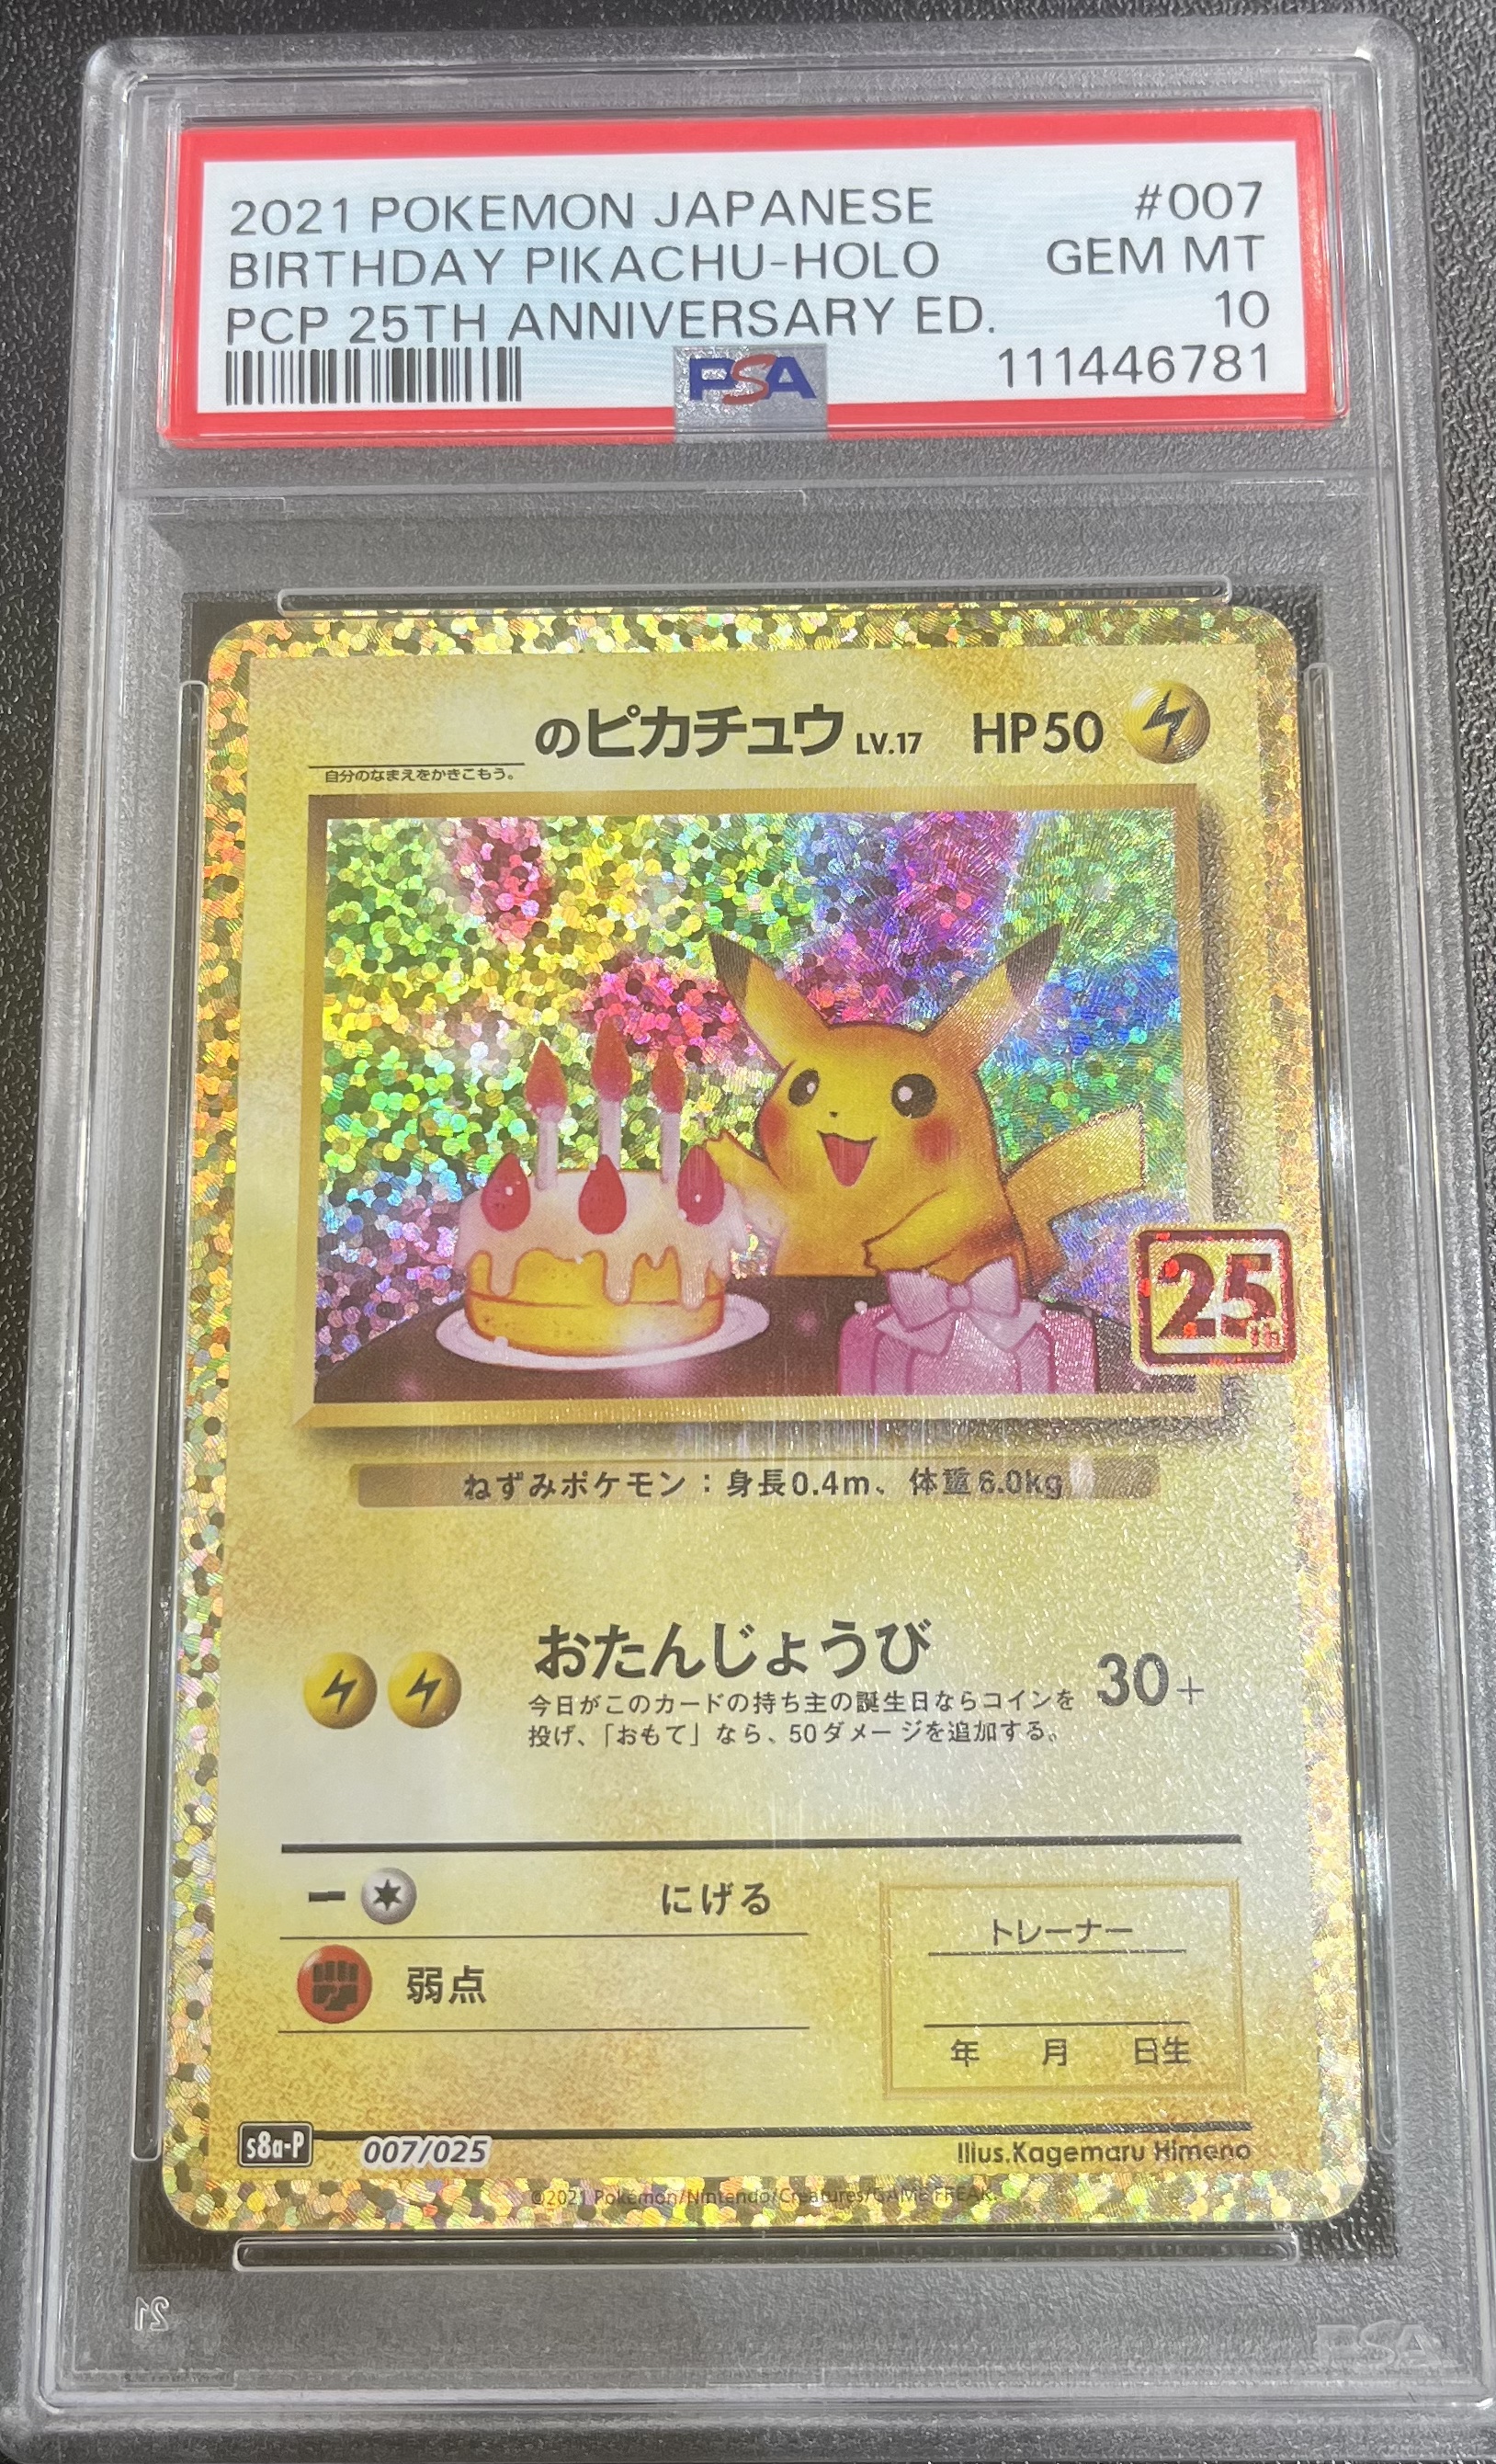 2021 POKEMON JAPANESE #007
BIRTHDAY PIKACHU-HOLO GEM MT
PCP 25TH ANNIVERSARY ED. 10
PSA 111446781
のピカチュウ LV.17 HP50
自分のなまえをかきこもう。
25th
ねずみポケモン：身長0.4m、体重6.0kg
おたんじょうび 30+
今日がこのカードの持ち主の誕生日ならコインを
投げ、「おもて」なら、50ダメージを追加する。
ー にげる
弱点
トレーナー
年 月 日生
s8a-P 007/025 Illus.Kagemaru Himeno
©2021 Pokémon/Nintendo/Creatures/GAME FREAK.
21 PSA